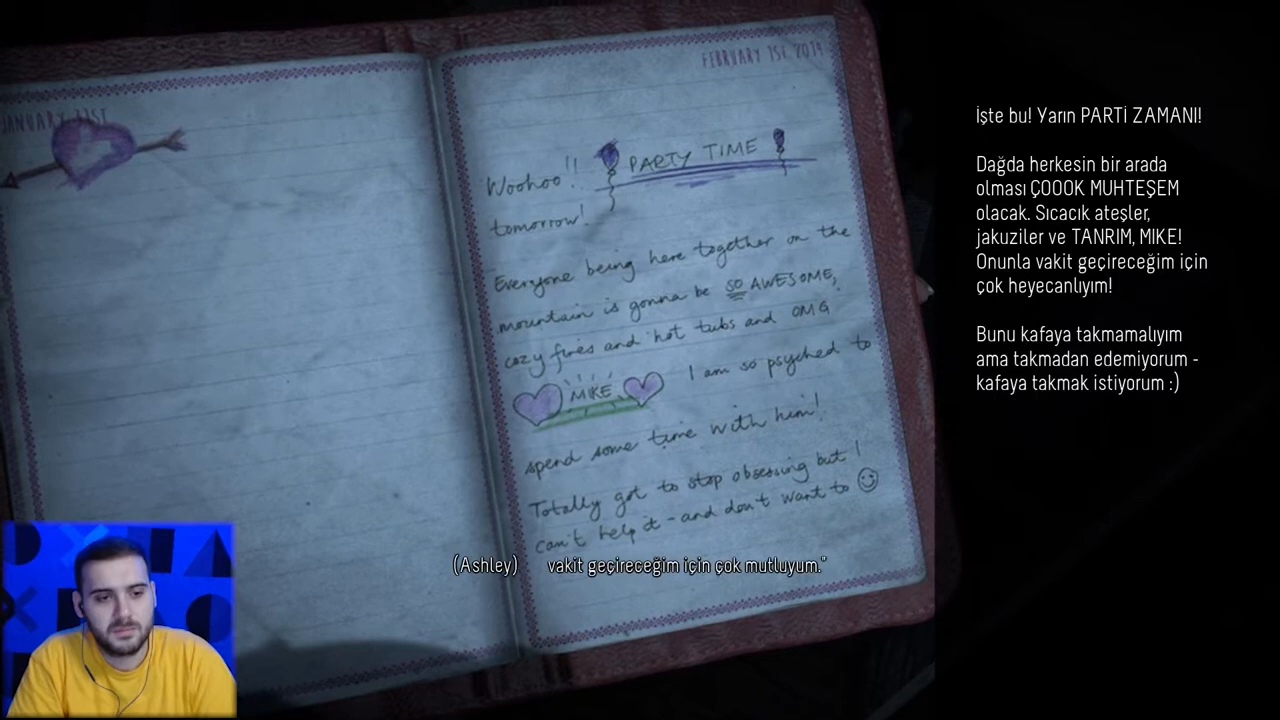 JANUARY 31ST
FEBRUARY 1ST 2014
Woohoo!! PARTY TIME
tomorrow!
Everyone being here together on the
mountain is gonna be so AWESOME,
cozy fires and hot tubs and OMG
MIKE I am so psyched to
spend some time with him!
Totally got to stop obsessing but I
can't help it - and don't want to
İşte bu! Yarın PARTİ ZAMANI!
Dağda herkesin bir arada
olması ÇOOOK MUHTEŞEM
olacak. Sıcacık ateşler,
jakuziler ve TANRIM, MIKE!
Onunla vakit geçireceğim için
çok heyecanlıyım!
Bunu kafaya takmamalıyım
ama takmadan edemiyorum -
kafaya takmak istiyorum :)
(Ashley) vakit geçireceğim için çok mutluyum."